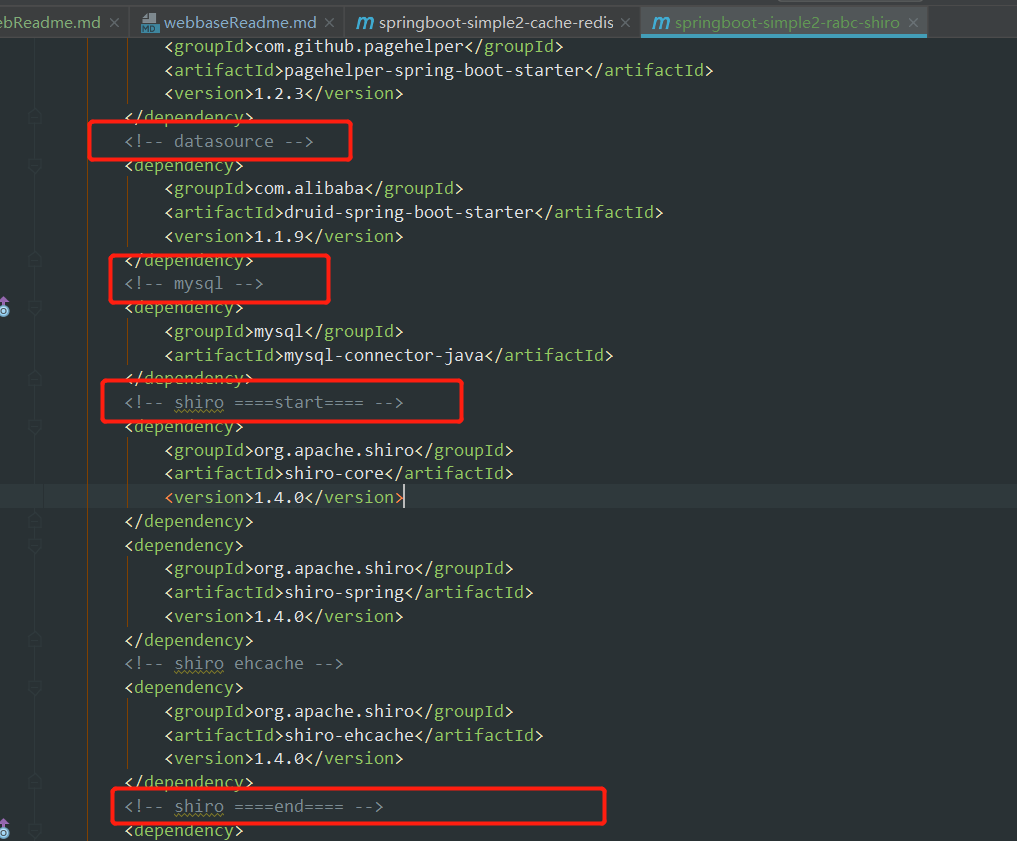 ebReadme.md webbaseReadme.md springboot-simple2-cache-redis springboot-simple2-rabc-shiro
<groupId>com.github.pagehelper</groupId>
<artifactId>pagehelper-spring-boot-starter</artifactId>
<version>1.2.3</version>
</dependency>
<!-- datasource -->
<dependency>
<groupId>com.alibaba</groupId>
<artifactId>druid-spring-boot-starter</artifactId>
<version>1.1.9</version>
</dependency>
<!-- mysql -->
<dependency>
<groupId>mysql</groupId>
<artifactId>mysql-connector-java</artifactId>
</dependency>
<!-- shiro ====start==== -->
<dependency>
<groupId>org.apache.shiro</groupId>
<artifactId>shiro-core</artifactId>
<version>1.4.0</version>
</dependency>
<dependency>
<groupId>org.apache.shiro</groupId>
<artifactId>shiro-spring</artifactId>
<version>1.4.0</version>
</dependency>
<!-- shiro ehcache -->
<dependency>
<groupId>org.apache.shiro</groupId>
<artifactId>shiro-ehcache</artifactId>
<version>1.4.0</version>
</dependency>
<!-- shiro ====end==== -->
<dependency>